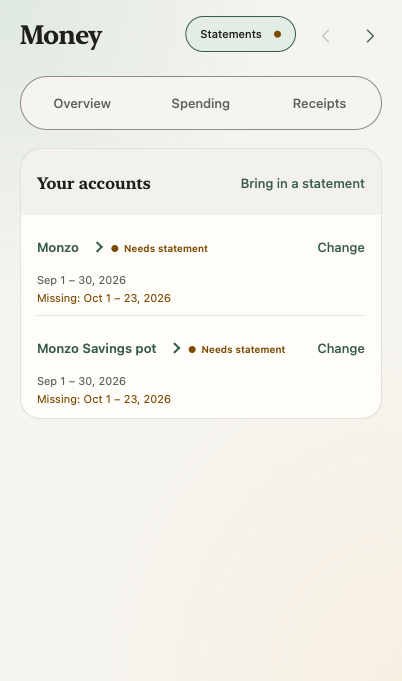 Money
Statements
Overview
Spending
Receipts
Your accounts
Bring in a statement
Monzo
Needs statement
Change
Sep 1 – 30, 2026
Missing: Oct 1 – 23, 2026
Monzo Savings pot
Needs statement
Change
Sep 1 – 30, 2026
Missing: Oct 1 – 23, 2026